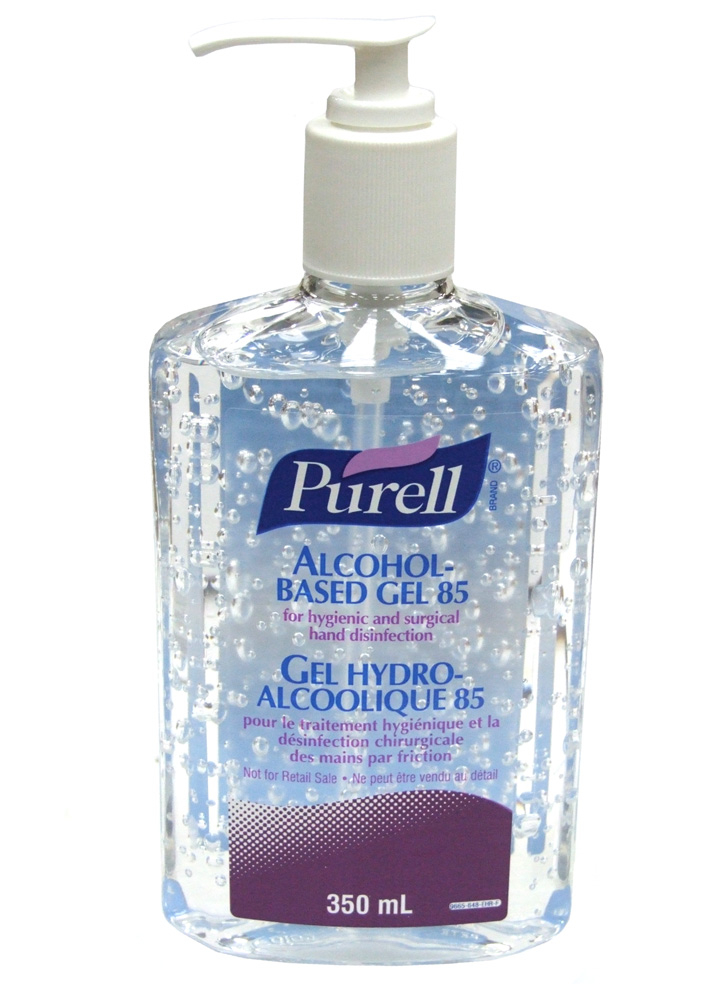 Purell
®
BRAND
ALCOHOL-
BASED GEL 85
for hygienic and surgical
hand disinfection
GEL HYDRO-
ALCOOLIQUE 85
pour le traitement hygiénique et la
désinfection chirurgicale
des mains par friction
Not for Retail Sale • Ne peut être vendu au détail
350 mL